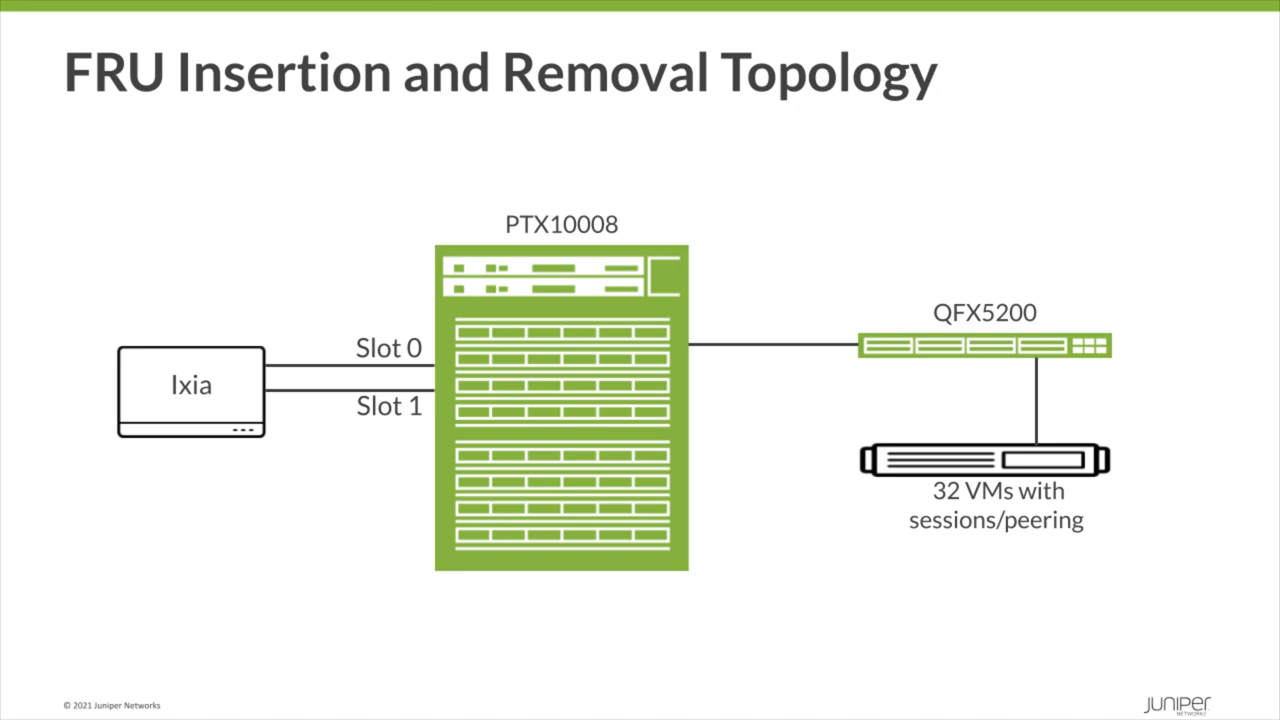 FRU Insertion and Removal Topology
PTX10008
QFX5200
Slot 0
Ixia
Slot 1
32 VMs with
sessions/peering
© 2021 Juniper Networks
JUNIPER
NETWORKS